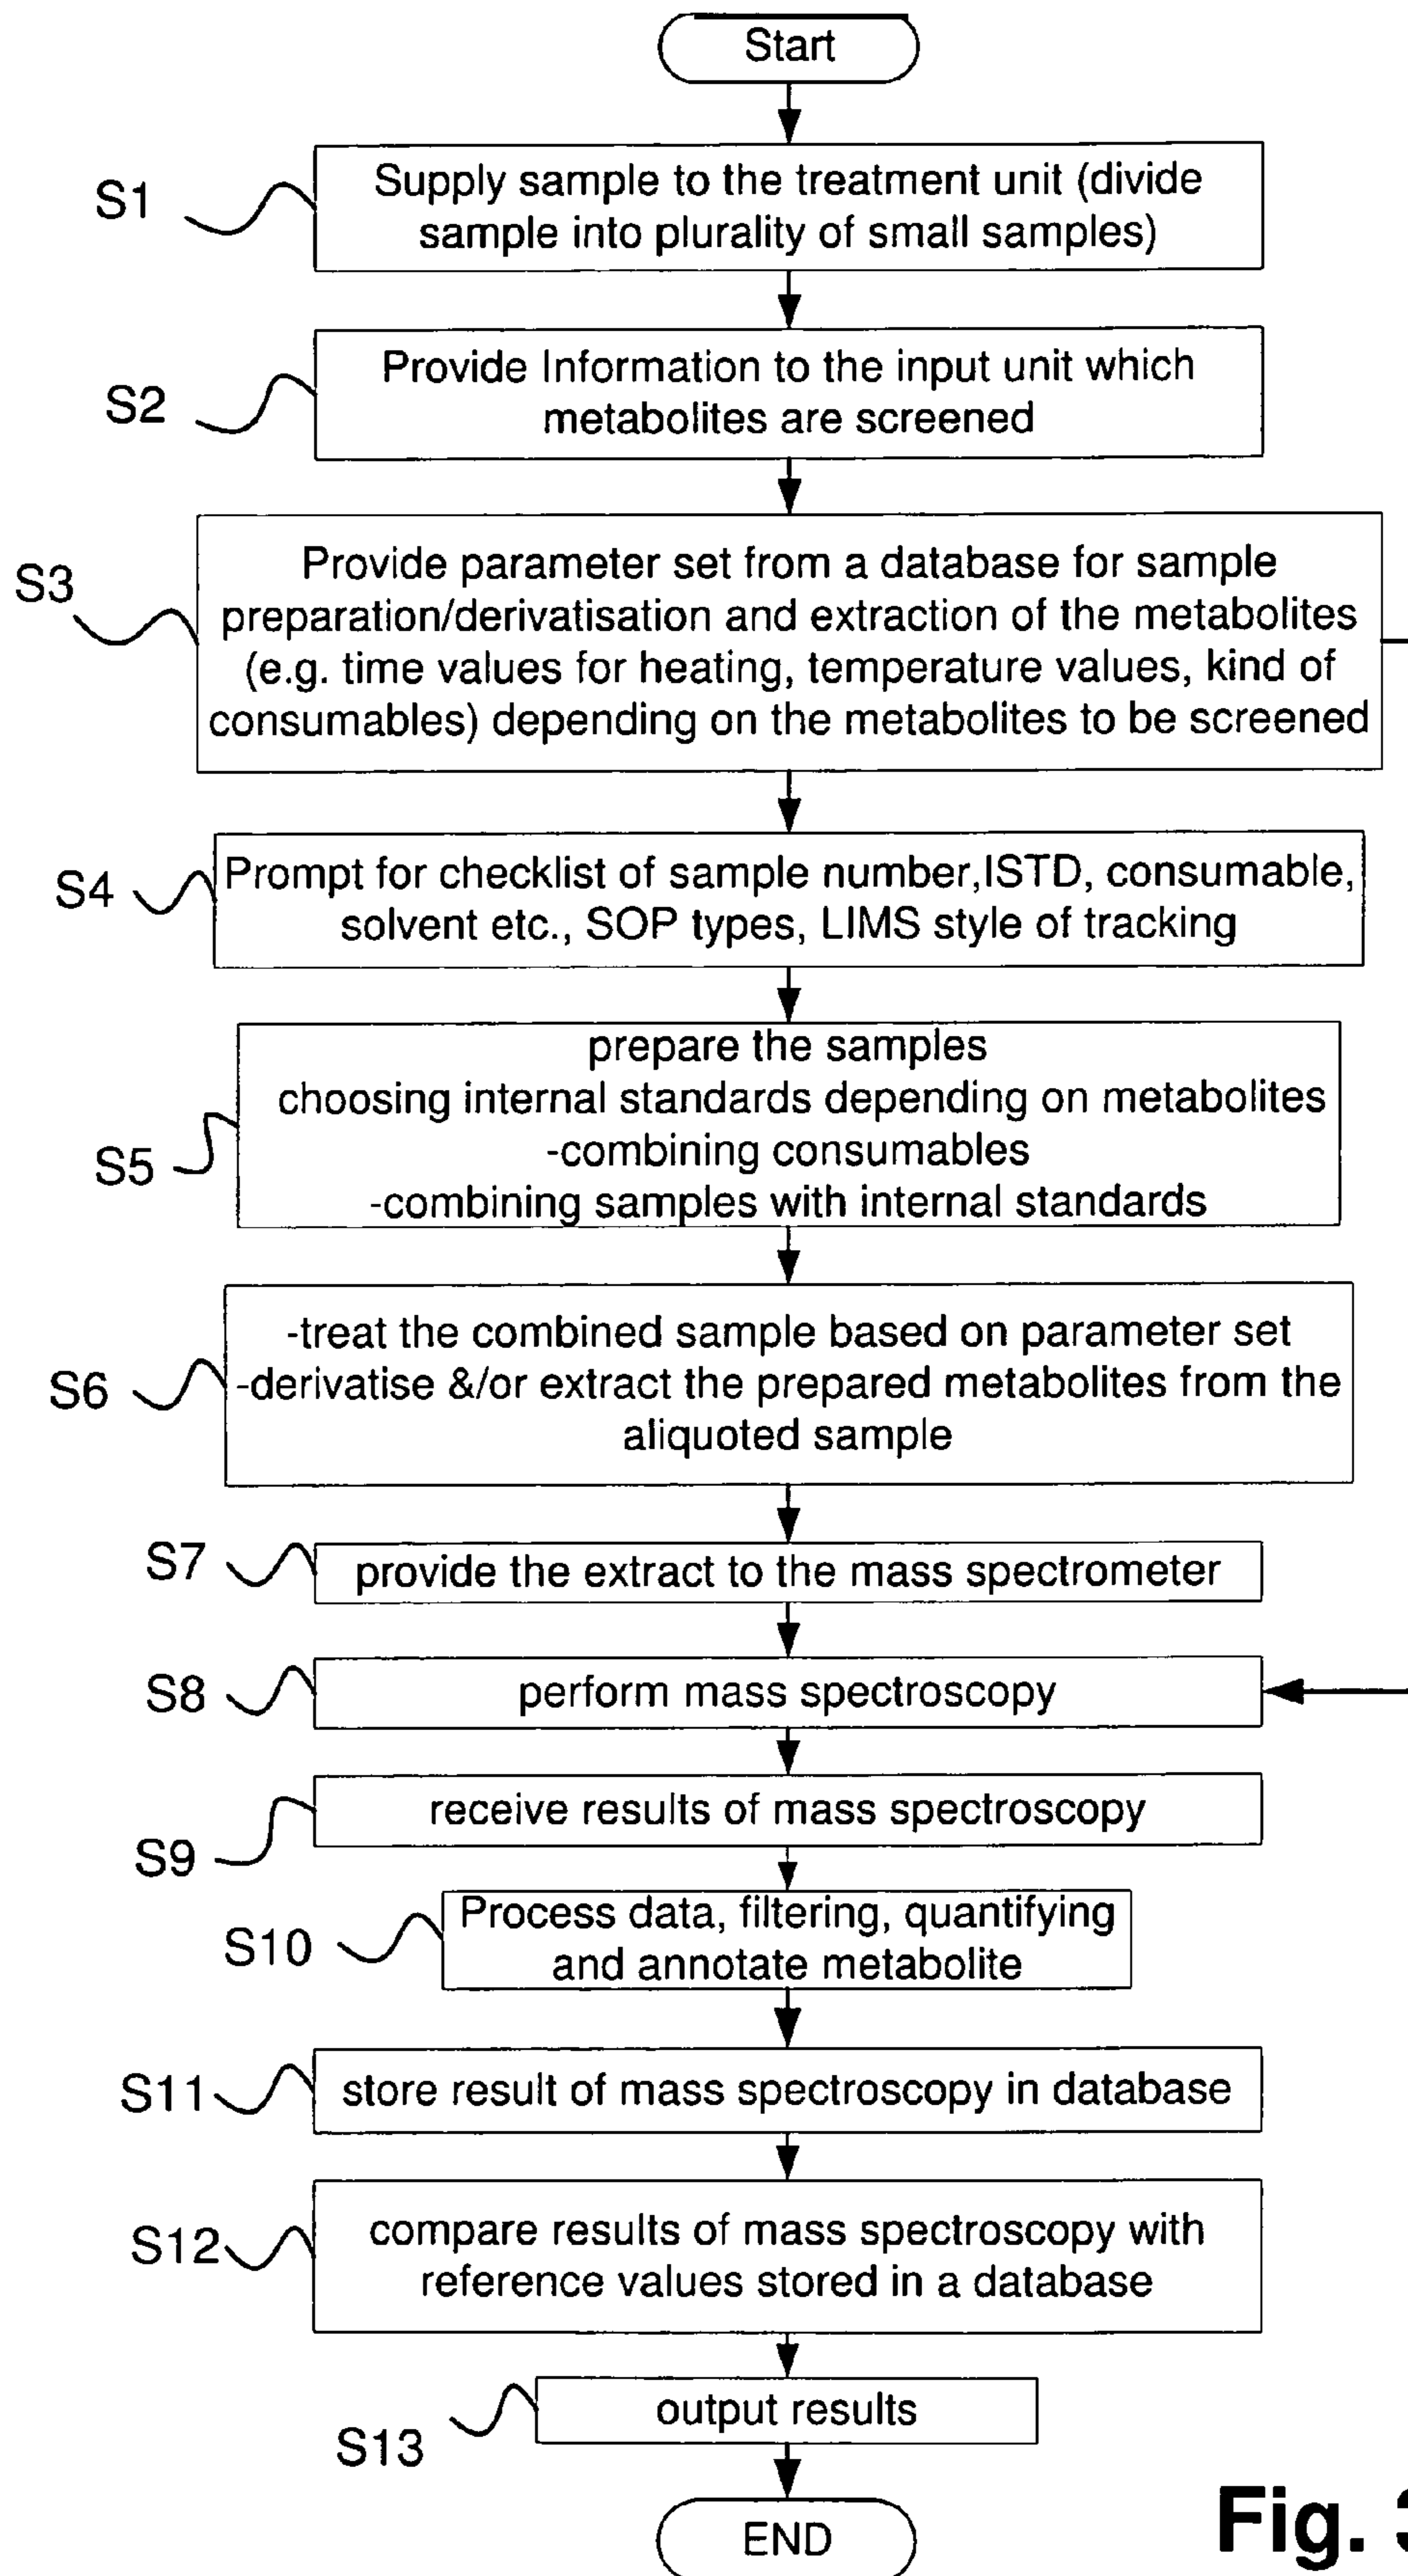 Start
S1
Supply sample to the treatment unit (divide
sample into plurality of small samples)
S2
Provide Information to the input unit which
metabolites are screened
S3
Provide parameter set from a database for sample
preparation/derivatisation and extraction of the metabolites
(e.g. time values for heating, temperature values, kind of
consumables) depending on the metabolites to be screened
S4
Prompt for checklist of sample number,ISTD, consumable,
solvent etc., SOP types, LIMS style of tracking
S5
prepare the samples
choosing internal standards depending on metabolites
-combining consumables
-combining samples with internal standards
S6
-treat the combined sample based on parameter set
-derivatise &/or extract the prepared metabolites from the
aliquoted sample
S7
provide the extract to the mass spectrometer
S8
perform mass spectroscopy
S9
receive results of mass spectroscopy
S10
Process data, filtering, quantifying
and annotate metabolite
S11
store result of mass spectroscopy in database
S12
compare results of mass spectroscopy with
reference values stored in a database
S13
output results
END
Fig. 3